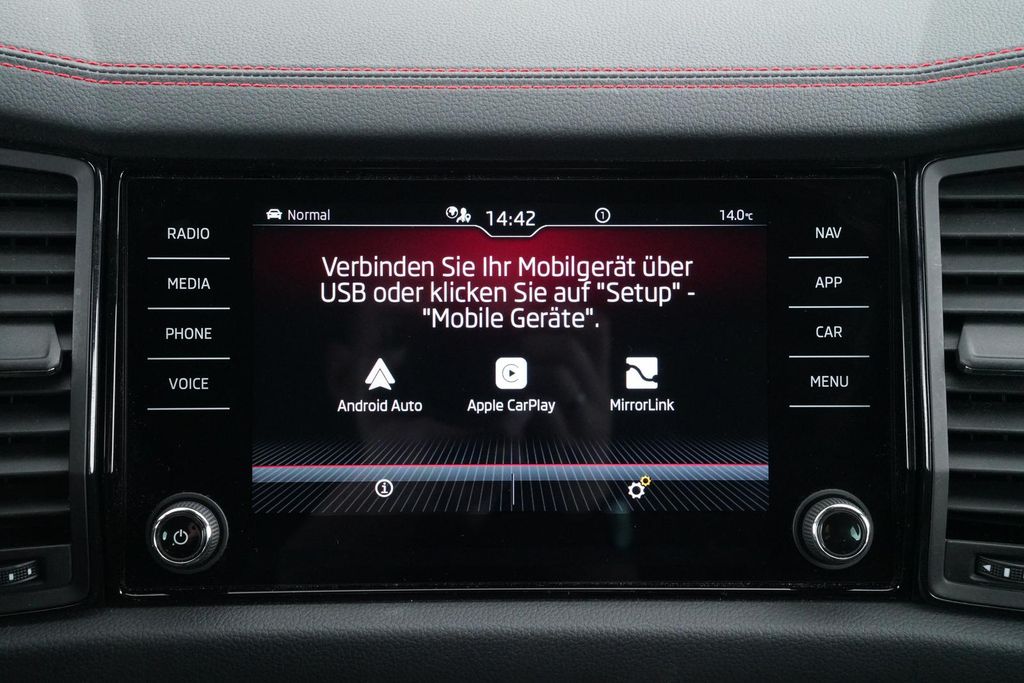 Normal
14:42
1
14.0°C
RADIO
MEDIA
PHONE
VOICE
Verbinden Sie Ihr Mobilgerät über
USB oder klicken Sie auf "Setup" -
"Mobile Geräte".
Android Auto
Apple CarPlay
MirrorLink
NAV
APP
CAR
MENU